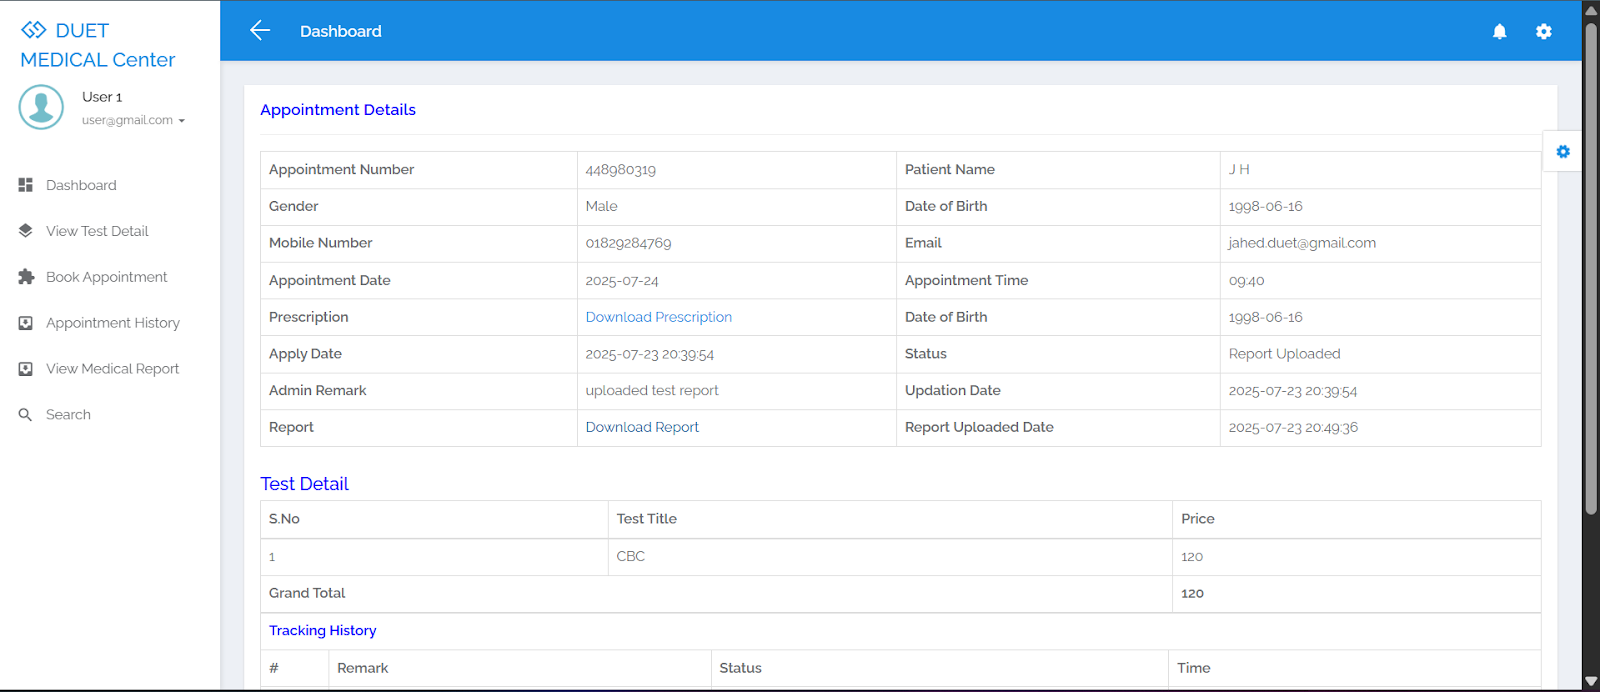 DUET
MEDICAL Center
User 1
user@gmail.com
Dashboard
View Test Detail
Book Appointment
Appointment History
View Medical Report
Search
Dashboard
Appointment Details
Appointment Number 448980319 Patient Name J H
Gender Male Date of Birth 1998-06-16
Mobile Number 01829284769 Email jahed.duet@gmail.com
Appointment Date 2025-07-24 Appointment Time 09:40
Prescription Download Prescription Date of Birth 1998-06-16
Apply Date 2025-07-23 20:39:54 Status Report Uploaded
Admin Remark uploaded test report Updation Date 2025-07-23 20:39:54
Report Download Report Report Uploaded Date 2025-07-23 20:49:36
Test Detail
S.No Test Title Price
1 CBC 120
Grand Total 120
Tracking History
# Remark Status Time